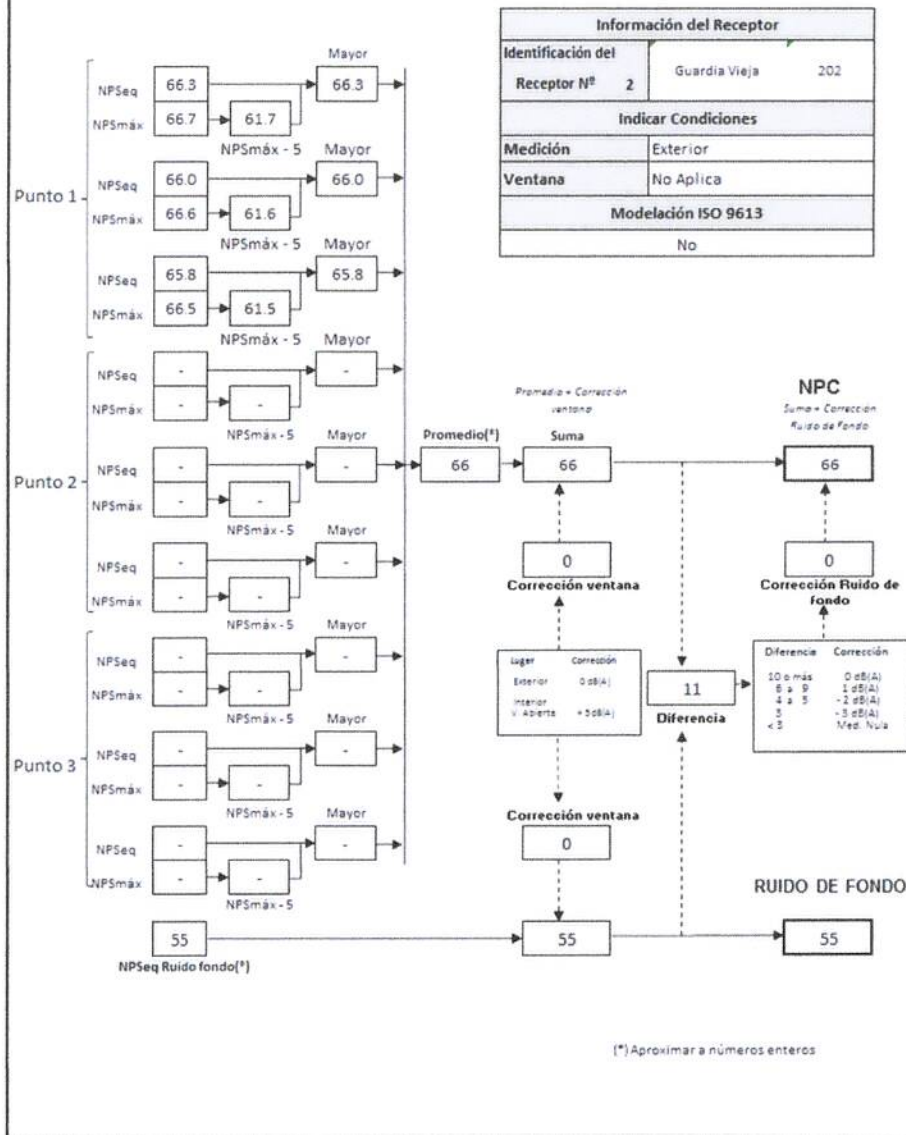 Información del Receptor
Identificación del Receptor Nº 2
Guardia Vieja 202
Indicar Condiciones
Medición Exterior
Ventana No Aplica
Modelación ISO 9613
No
Punto 1
Mayor
NPSeq 66.3 66.3
NPSmáx 66.7 61.7
NPSmáx - 5 Mayor
NPSeq 66.0 66.0
NPSmáx 66.6 61.6
NPSmáx - 5 Mayor
NPSeq 65.8 65.8
NPSmáx 66.5 61.5
NPSmáx - 5 Mayor
Punto 2
NPSeq - -
NPSmáx - -
NPSmáx - 5 Mayor
NPSeq - -
NPSmáx - -
NPSmáx - 5 Mayor
NPSeq - -
NPSmáx - -
NPSmáx - 5 Mayor
Punto 3
NPSeq - -
NPSmáx - -
NPSmáx - 5 Mayor
NPSeq - -
NPSmáx - -
NPSmáx - 5 Mayor
NPSeq - -
NPSmáx - -
NPSmáx - 5
Promedio(*)
66
Promedio + Corrección
ventana
Suma
66
0
Corrección ventana
Lugar Corrección
Exterior 0 dB(A)
Interior
V. Abierta + 5 dB(A)
Corrección ventana
0
NPC
Suma + Corrección
Ruido de Fondo
66
0
Corrección Ruido de
fondo
11
Diferencia
Diferencia Corrección
10 o más 0 dB(A)
6 a 9 1 dB(A)
4 a 5 - 2 dB(A)
3 - 3 dB(A)
< 3 Med. Nula
RUIDO DE FONDO
55 55 55
NPSeq Ruido fondo(*)
(*) Aproximar a números enteros